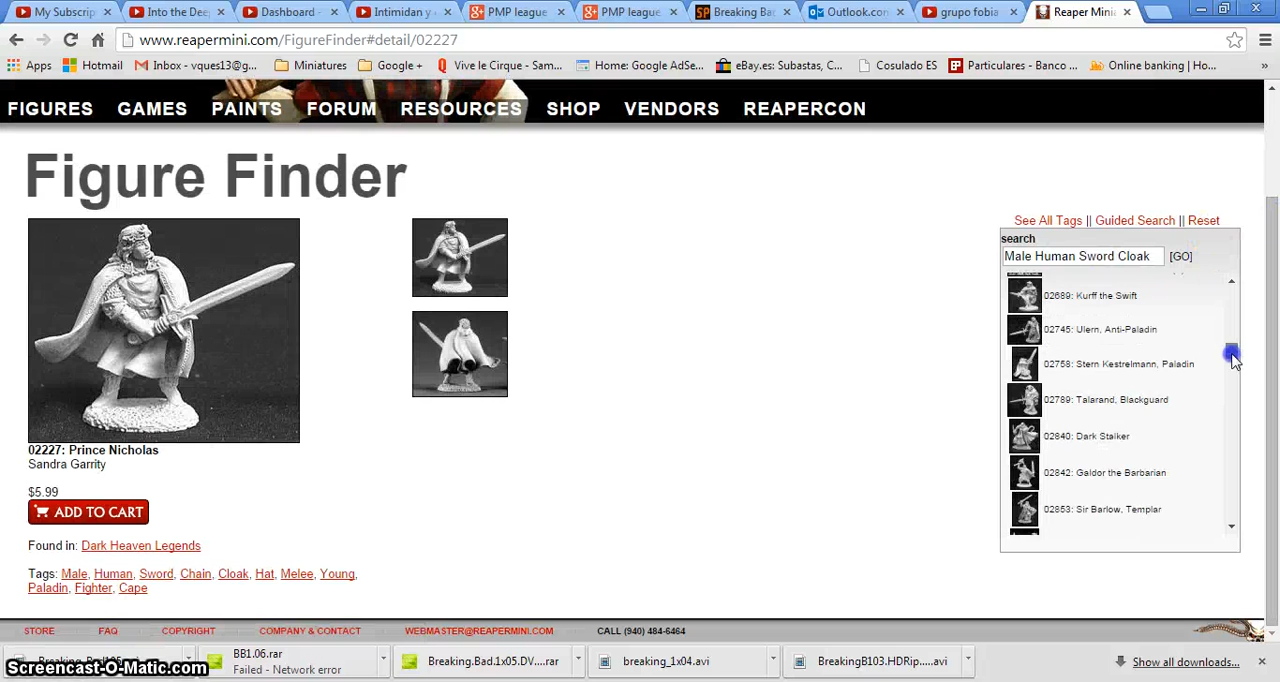 My Subscrip
Into the Dee
Dashboard -
Intimidan y
PMP league
PMP league
Breaking Ba
Outlook.con
grupo fobia
Reaper Mini
www.reapermini.com/FigureFinder#detail/02227
Apps
Hotmail
Inbox - vques13@g...
Miniatures
Google +
Vive le Cirque - Sam...
Home: Google AdSe...
eBay.es: Subastas, C...
Cosulado ES
Particulares - Banco ...
Online banking | Ho...
»
FIGURES GAMES PAINTS FORUM RESOURCES SHOP VENDORS REAPERCON
Figure Finder
See All Tags || Guided Search || Reset
search
Male Human Sword Cloak [GO]
02689: Kurff the Swift
02745: Ulern, Anti-Paladin
02758: Stern Kestrelmann, Paladin
02789: Talarand, Blackguard
02840: Dark Stalker
02842: Galdor the Barbarian
02853: Sir Barlow, Templar
02227: Prince Nicholas
Sandra Garrity
$5.99
ADD TO CART
Found in: Dark Heaven Legends
Tags: Male, Human, Sword, Chain, Cloak, Hat, Melee, Young,
Paladin, Fighter, Cape
STORE FAQ COPYRIGHT COMPANY & CONTACT WEBMASTER@REAPERMINI.COM CALL (940) 484-6464
BB1.06.rar
Failed - Network error
Breaking.Bad.1x05.DV....rar
breaking_1x04.avi
BreakingB103.HDRip.....avi
Show all downloads...
Screencast-O-Matic.com